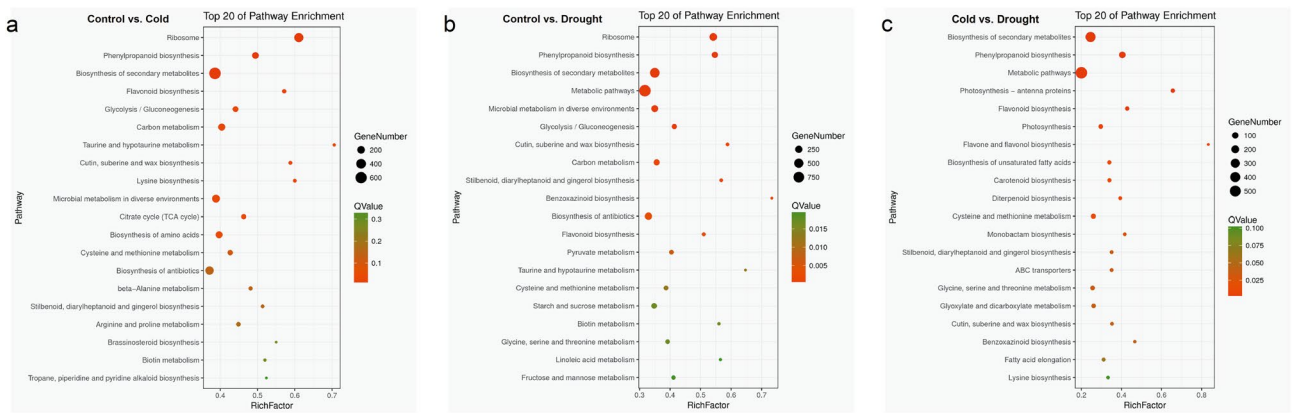 a
Control vs. Cold
Top 20 of Pathway Enrichment
Ribosome
Phenylpropanoid biosynthesis
Biosynthesis of secondary metabolites
Flavonoid biosynthesis
Glycolysis / Gluconeogenesis
Carbon metabolism
Taurine and hypotaurine metabolism
Cutin, suberine and wax biosynthesis
Lysine biosynthesis
Microbial metabolism in diverse environments
Citrate cycle (TCA cycle)
Biosynthesis of amino acids
Cysteine and methionine metabolism
Biosynthesis of antibiotics
beta-Alanine metabolism
Stilbenoid, diarylheptanoid and gingerol biosynthesis
Arginine and proline metabolism
Brassinosteroid biosynthesis
Biotin metabolism
Tropane, piperidine and pyridine alkaloid biosynthesis
Pathway
0.4 0.5 0.6 0.7
RichFactor
GeneNumber
200
400
600
QValue
0.3
0.2
0.1
b
Control vs. Drought
Top 20 of Pathway Enrichment
Ribosome
Phenylpropanoid biosynthesis
Biosynthesis of secondary metabolites
Metabolic pathways
Microbial metabolism in diverse environments
Glycolysis / Gluconeogenesis
Cutin, suberine and wax biosynthesis
Carbon metabolism
Stilbenoid, diarylheptanoid and gingerol biosynthesis
Benzoxazinoid biosynthesis
Biosynthesis of antibiotics
Flavonoid biosynthesis
Pyruvate metabolism
Taurine and hypotaurine metabolism
Cysteine and methionine metabolism
Starch and sucrose metabolism
Biotin metabolism
Glycine, serine and threonine metabolism
Linoleic acid metabolism
Fructose and mannose metabolism
Pathway
0.3 0.4 0.5 0.6 0.7
RichFactor
GeneNumber
250
500
750
QValue
0.015
0.010
0.005
c
Cold vs. Drought
Top 20 of Pathway Enrichment
Biosynthesis of secondary metabolites
Phenylpropanoid biosynthesis
Metabolic pathways
Photosynthesis − antenna proteins
Flavonoid biosynthesis
Photosynthesis
Flavone and flavonol biosynthesis
Biosynthesis of unsaturated fatty acids
Carotenoid biosynthesis
Diterpenoid biosynthesis
Cysteine and methionine metabolism
Monobactam biosynthesis
Stilbenoid, diarylheptanoid and gingerol biosynthesis
ABC transporters
Glycine, serine and threonine metabolism
Glyoxylate and dicarboxylate metabolism
Cutin, suberine and wax biosynthesis
Benzoxazinoid biosynthesis
Fatty acid elongation
Lysine biosynthesis
Pathway
0.2 0.4 0.6 0.8
RichFactor
GeneNumber
100
200
300
400
500
QValue
0.100
0.075
0.050
0.025